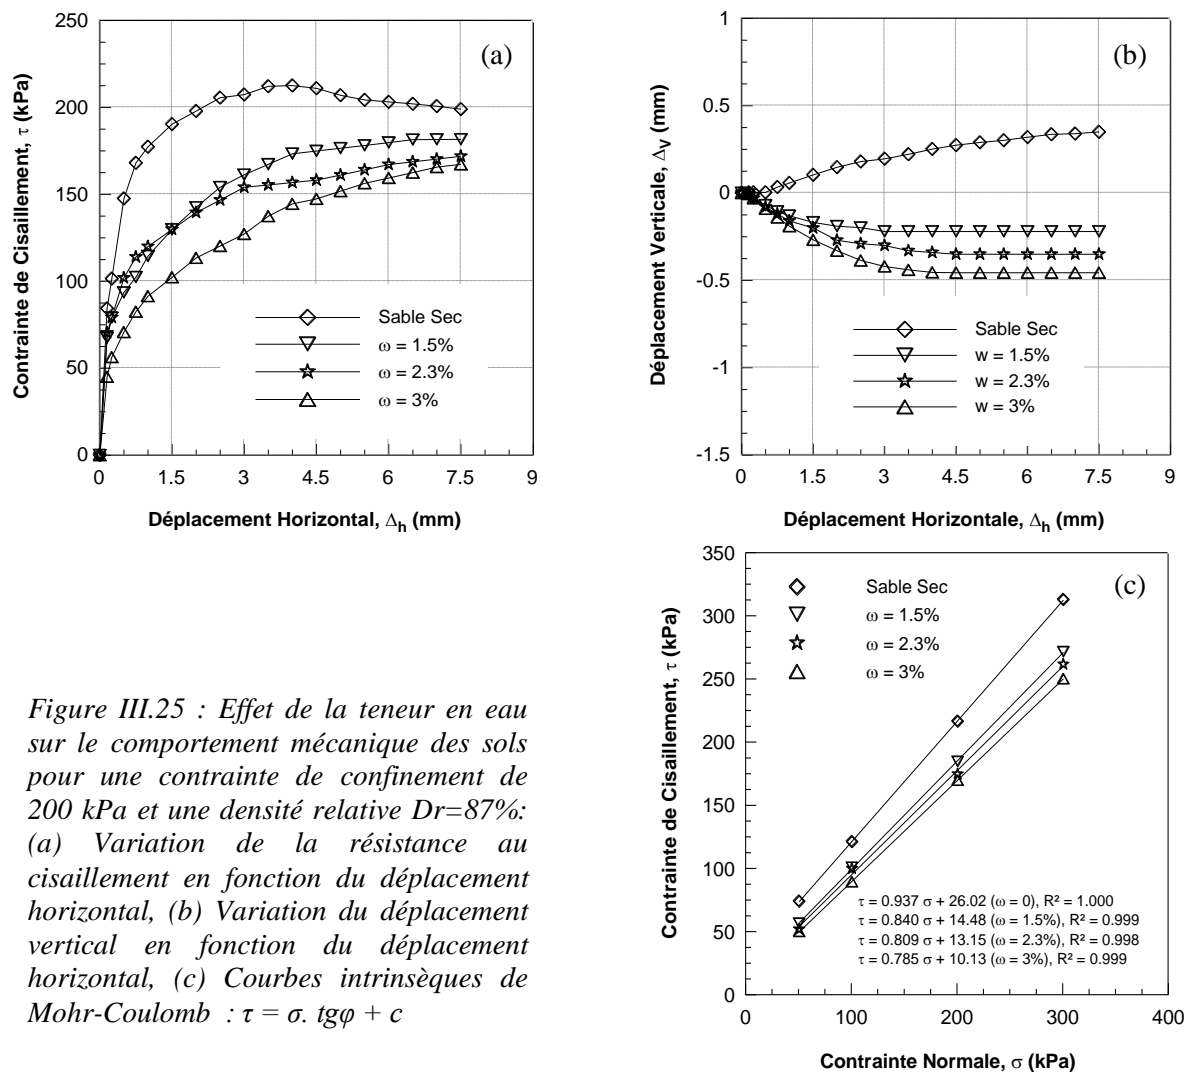 250
200
150
100
50
0
Contrainte de Cisaillement, τ (kPa)
(a)
Sable Sec
ω = 1.5%
ω = 2.3%
ω = 3%
0 1.5 3 4.5 6 7.5 9
Déplacement Horizontal, Δh (mm)
1
0.5
0
-0.5
-1
-1.5
Déplacement Verticale, ΔV (mm)
(b)
Sable Sec
w = 1.5%
w = 2.3%
w = 3%
0 1.5 3 4.5 6 7.5 9
Déplacement Horizontale, Δh (mm)
350
300
250
200
150
100
50
0
Contrainte de Cisaillement, τ (kPa)
(c)
Sable Sec
ω = 1.5%
ω = 2.3%
ω = 3%
τ = 0.937 σ + 26.02 (ω = 0), R² = 1.000
τ = 0.840 σ + 14.48 (ω = 1.5%), R² = 0.999
τ = 0.809 σ + 13.15 (ω = 2.3%), R² = 0.998
τ = 0.785 σ + 10.13 (ω = 3%), R² = 0.999
0 100 200 300 400
Contrainte Normale, σ (kPa)
Figure III.25 : Effet de la teneur en eau
sur le comportement mécanique des sols
pour une contrainte de confinement de
200 kPa et une densité relative Dr=87%:
(a) Variation de la résistance au
cisaillement en fonction du déplacement
horizontal, (b) Variation du déplacement
vertical en fonction du déplacement
horizontal, (c) Courbes intrinsèques de
Mohr-Coulomb : τ = σ. tgφ + c